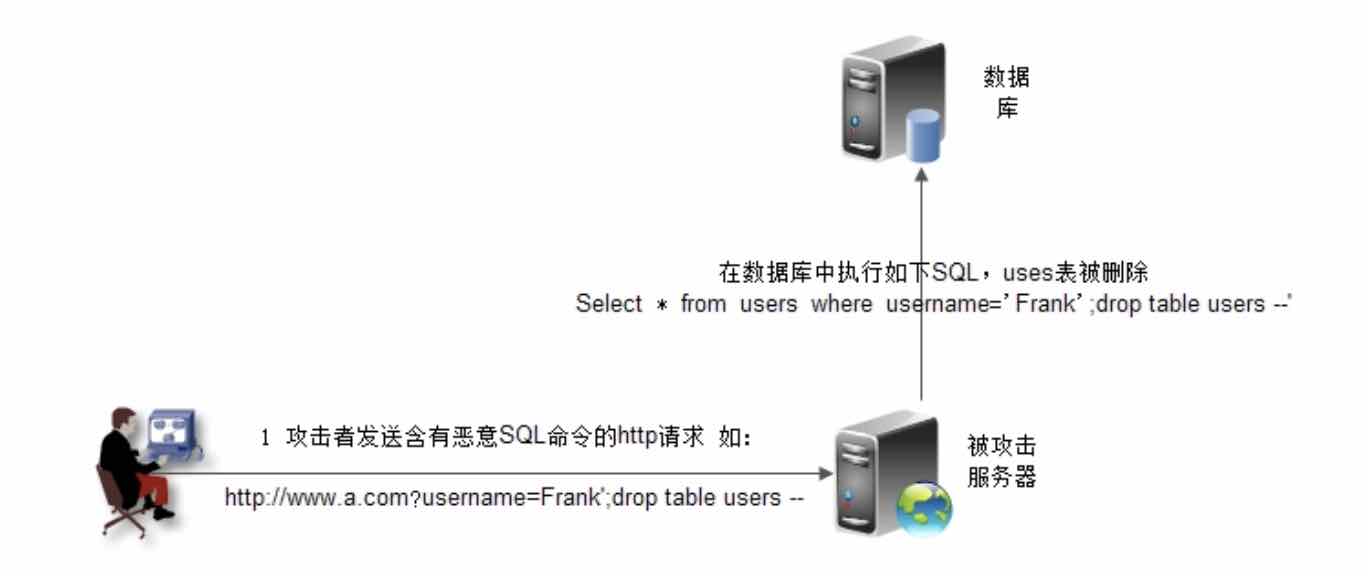 数据
库
在数据库中执行如下SQL，uses表被删除
Select * from users where username='Frank';drop table users --'
1 攻击者发送含有恶意SQL命令的http请求 如:
http://www.a.com?username=Frank';drop table users --
被攻击
服务器